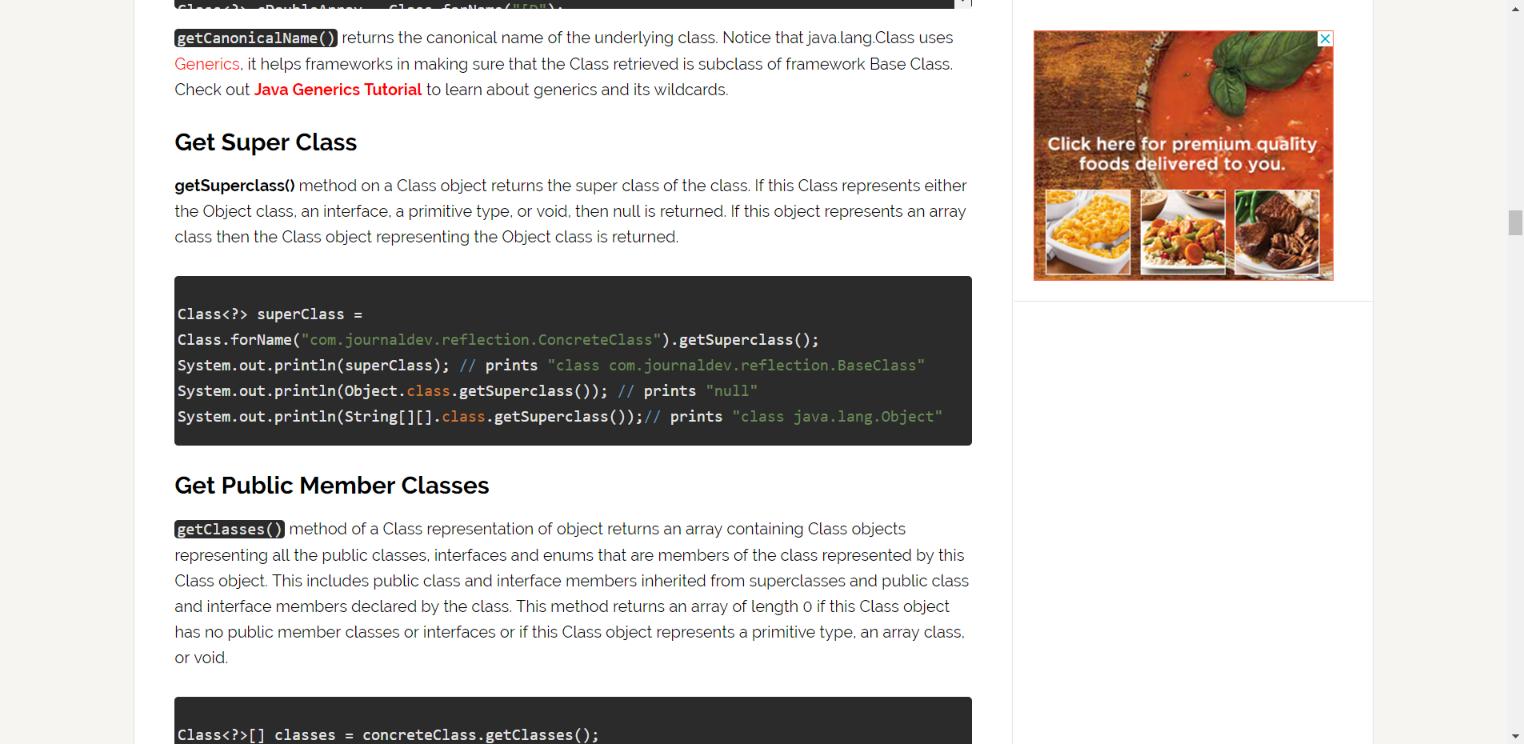 Class<?> cDoubleArray = Class.forName("[D");
getCanonicalName() returns the canonical name of the underlying class. Notice that java.lang.Class uses
Generics, it helps frameworks in making sure that the Class retrieved is subclass of framework Base Class.
Check out Java Generics Tutorial to learn about generics and its wildcards.
Get Super Class
getSuperclass() method on a Class object returns the super class of the class. If this Class represents either
the Object class, an interface, a primitive type, or void, then null is returned. If this object represents an array
class then the Class object representing the Object class is returned.
Class<?> superClass =
Class.forName("com.journaldev.reflection.ConcreteClass").getSuperclass();
System.out.println(superClass); // prints "class com.journaldev.reflection.BaseClass"
System.out.println(Object.class.getSuperclass()); // prints "null"
System.out.println(String[][].class.getSuperclass());// prints "class java.lang.Object"
Get Public Member Classes
getClasses() method of a Class representation of object returns an array containing Class objects
representing all the public classes, interfaces and enums that are members of the class represented by this
Class object. This includes public class and interface members inherited from superclasses and public class
and interface members declared by the class. This method returns an array of length 0 if this Class object
has no public member classes or interfaces or if this Class object represents a primitive type, an array class,
or void.
Class<?>[] classes = concreteClass.getClasses();
Click here for premium quality
foods delivered to you.